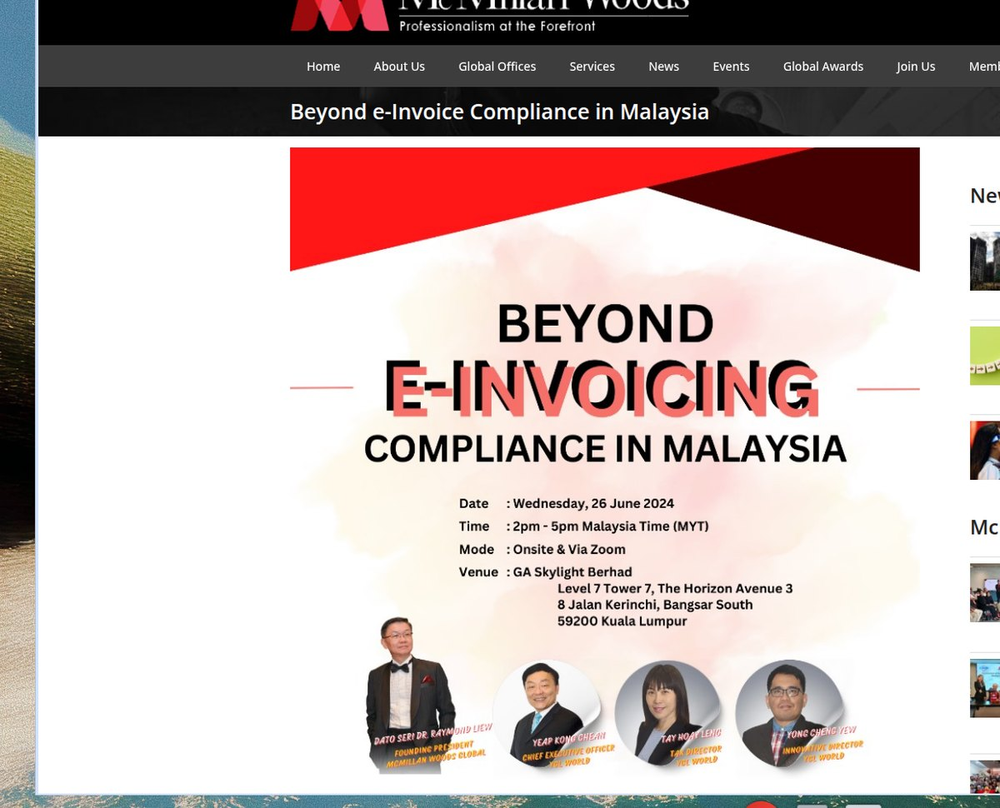 McMillan Woods
Professionalism at the Forefront
Home About Us Global Offices Services News Events Global Awards Join Us Memb
Beyond e-Invoice Compliance in Malaysia
BEYOND
E-INVOICING
COMPLIANCE IN MALAYSIA
Date : Wednesday, 26 June 2024
Time : 2pm - 5pm Malaysia Time (MYT)
Mode : Onsite & Via Zoom
Venue : GA Skylight Berhad
Level 7 Tower 7, The Horizon Avenue 3
8 Jalan Kerinchi, Bangsar South
59200 Kuala Lumpur
DATO SERI DR. RAYMOND LIEW
FOUNDING PRESIDENT
MCMILLAN WOODS GLOBAL
YEAP KONG CHEAN
CHIEF EXECUTIVE OFFICER
YGL WORLD
TAY HOAY LENG
TAX DIRECTOR
YGL WORLD
YONG CHENG YEW
INNOVATIVE DIRECTOR
YGL WORLD
New
Mc